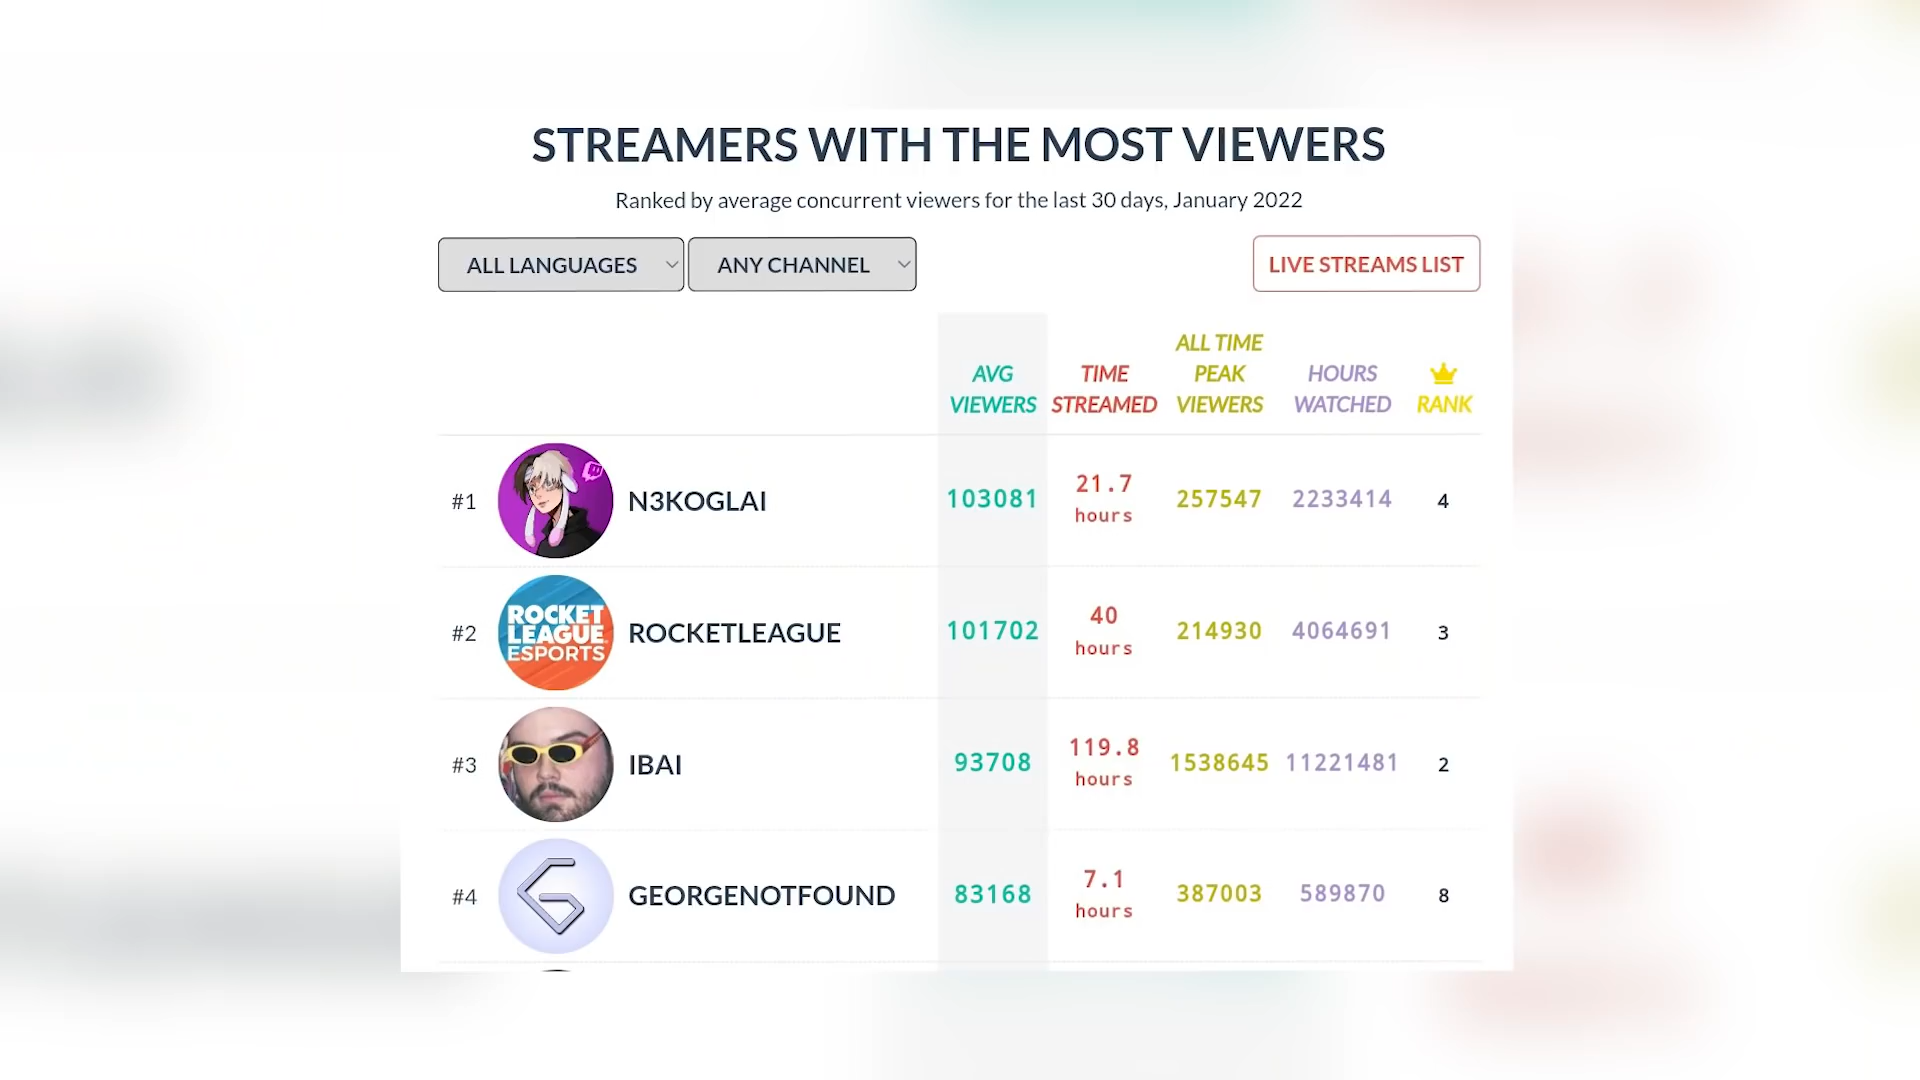 STREAMERS WITH THE MOST VIEWERS
Ranked by average concurrent viewers for the last 30 days, January 2022
ALL LANGUAGES ANY CHANNEL LIVE STREAMS LIST
AVG VIEWERS TIME STREAMED ALL TIME PEAK VIEWERS HOURS WATCHED RANK
#1 N3KOGLAI 103081 21.7 hours 257547 2233414 4
ROCKET
LEAGUE
ESPORTS
#2 ROCKETLEAGUE 101702 40 hours 214930 4064691 3
#3 IBAI 93708 119.8 hours 1538645 11221481 2
#4 GEORGENOTFOUND 83168 7.1 hours 387003 589870 8